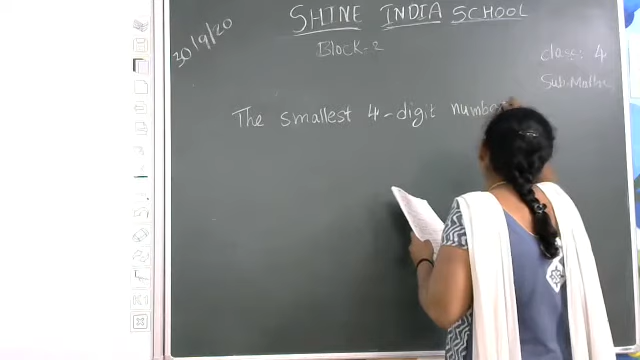 30/9/20
SHINE INDIA SCHOOL
Block-2
class: 4
Sub:Maths
The smallest 4-digit number